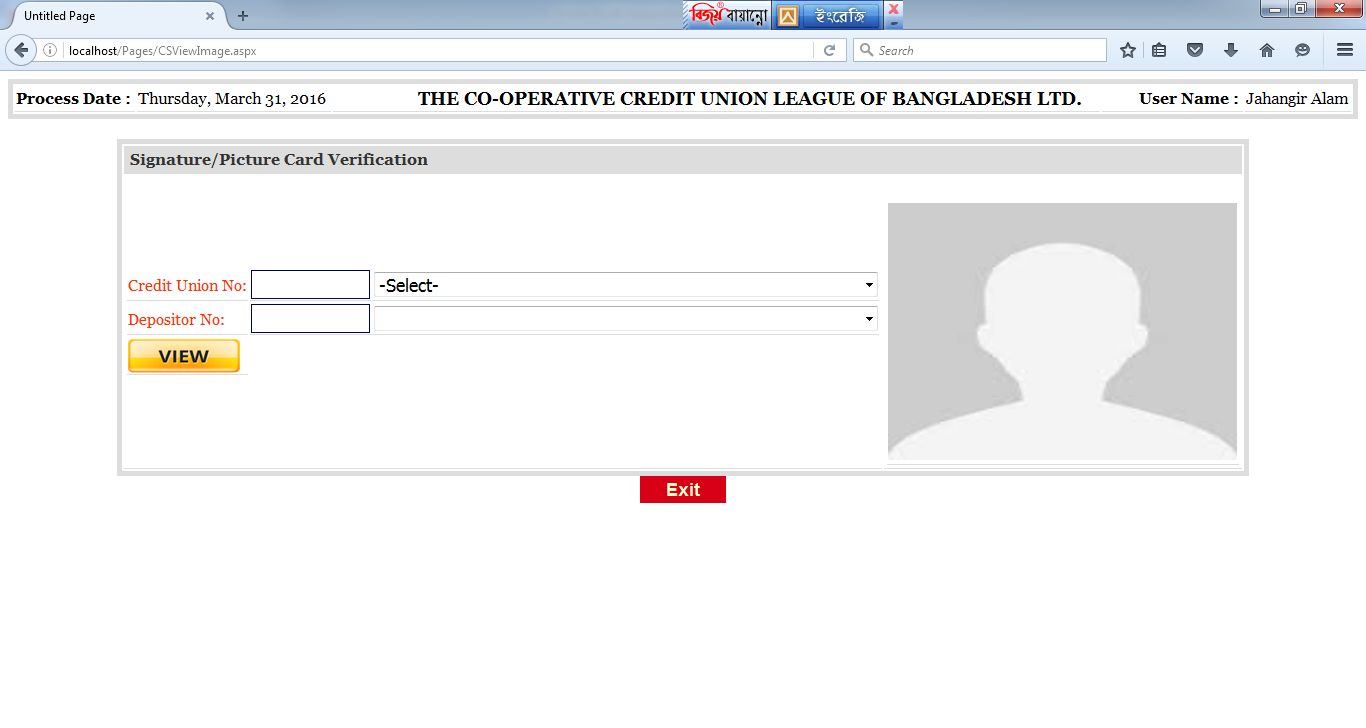 Untitled Page
বিজয়® বায়ান্নো ইংরেজি
localhost/Pages/CSViewImage.aspx
Search
Process Date : Thursday, March 31, 2016 THE CO-OPERATIVE CREDIT UNION LEAGUE OF BANGLADESH LTD. User Name : Jahangir Alam
Signature/Picture Card Verification
Credit Union No: -Select-
Depositor No:
VIEW
Exit